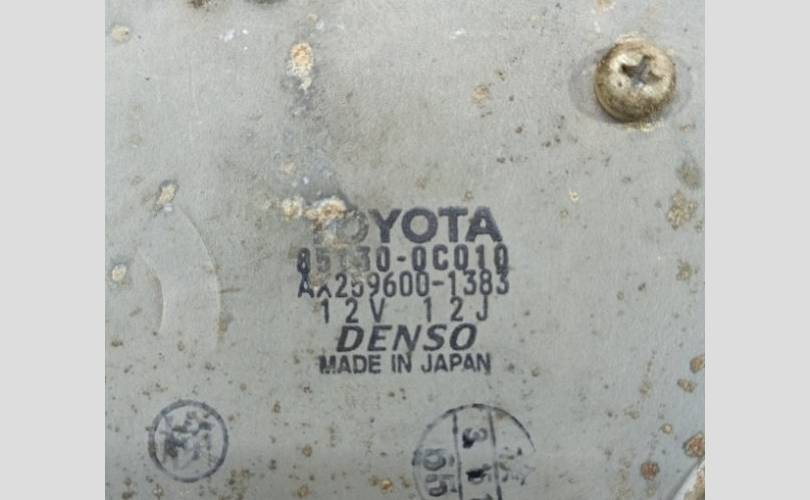 TOYOTA
85130-0C010
AX259600-1383
12V 12J
DENSO
MADE IN JAPAN